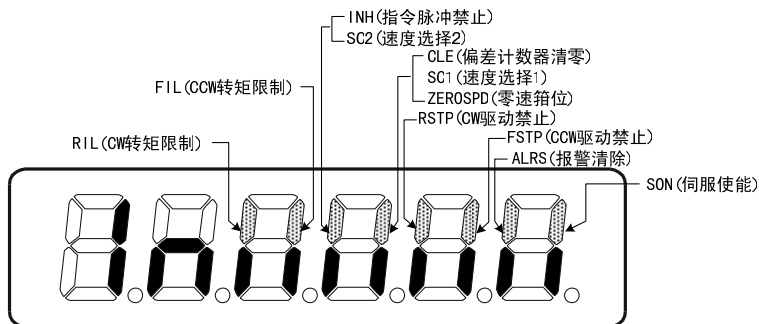 INH(指令脉冲禁止)
SC2(速度选择2)
CLE(偏差计数器清零)
SC1(速度选择1)
ZEROSPD(零速箝位)
FIL(CCW转矩限制)
RSTP(CW驱动禁止)
FSTP(CCW驱动禁止)
RIL(CW转矩限制)
ALRS(报警清除)
SON(伺服使能)